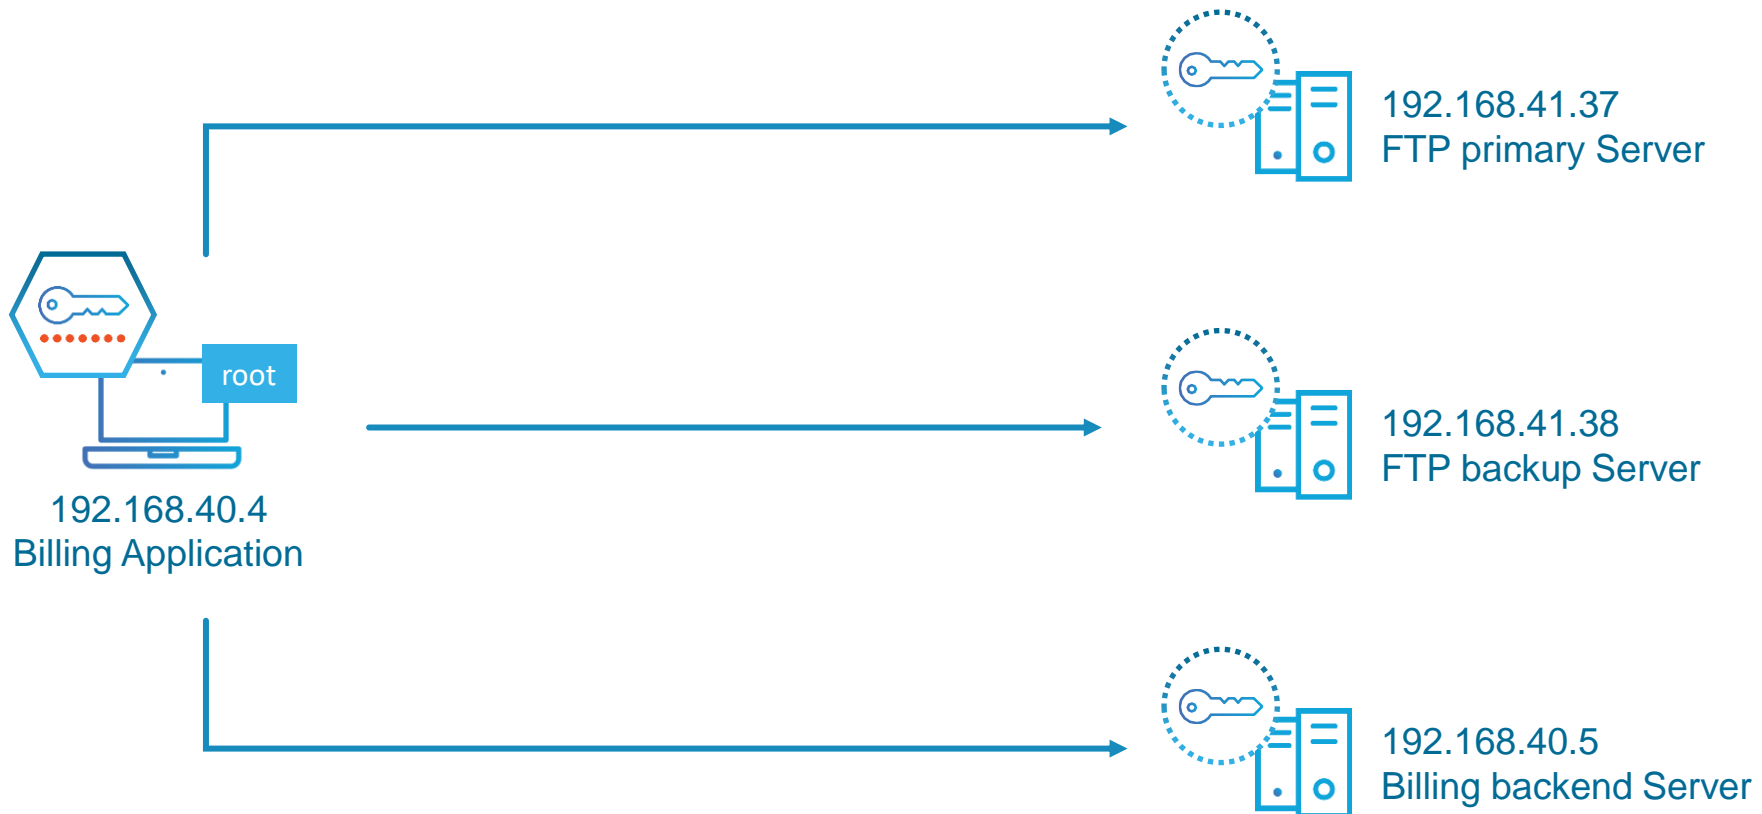 192.168.41.37
FTP primary Server
root
192.168.41.38
FTP backup Server
192.168.40.4
Billing Application
192.168.40.5
Billing backend Server